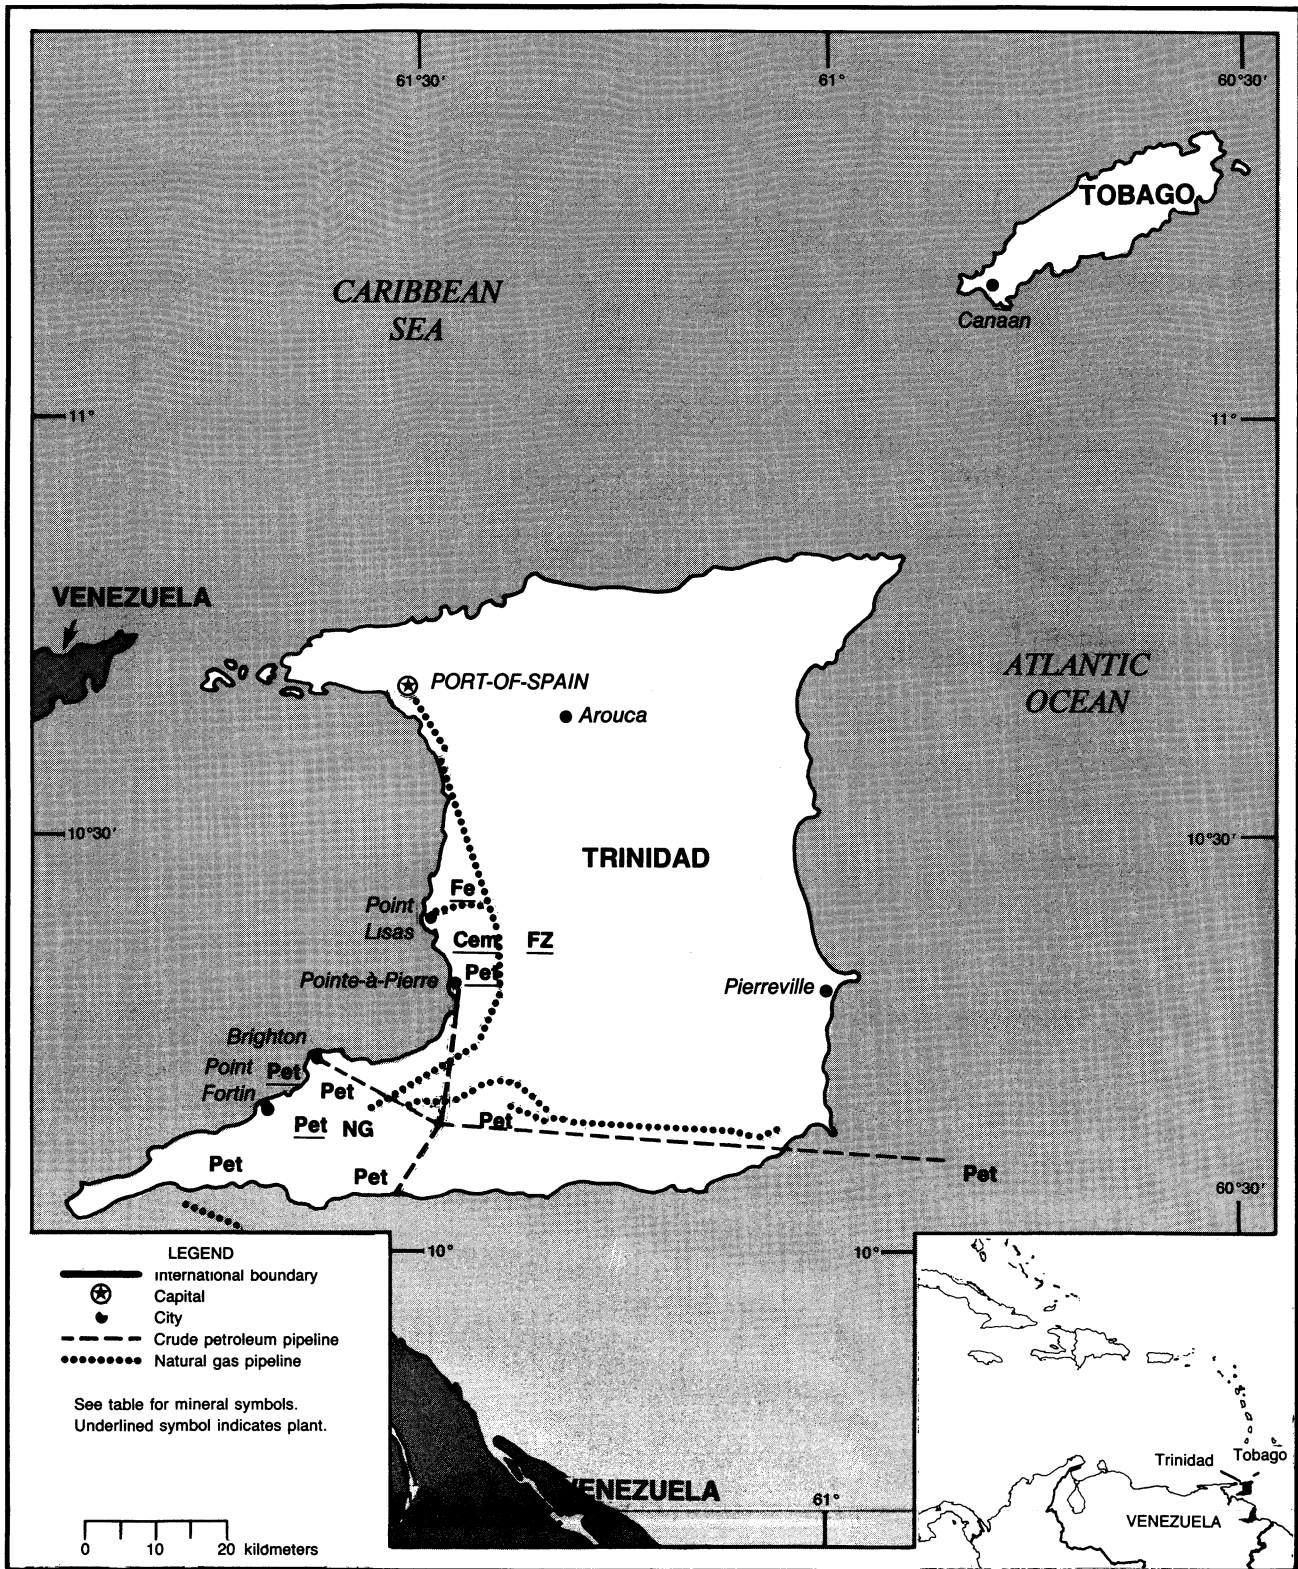 61°30′
61°
60°30′
TOBAGO
CARIBBEAN
SEA
Canaan
11°
11°
VENEZUELA
ATLANTIC
OCEAN
PORT-OF-SPAIN
Arouca
10°30′
10°30′
TRINIDAD
Fe
Point
Lisas
Cem
FZ
Pet
Pointe-à-Pierre
Pierreville
Brighton
Point
Fortin
Pet
Pet
Pet
NG
Pet
Pet
Pet
Pet
60°30′
10°
10°
LEGEND
International boundary
Capital
City
Crude petroleum pipeline
Natural gas pipeline
See table for mineral symbols.
Underlined symbol indicates plant.
0 10 20 kilometers
VENEZUELA
61°
Trinidad
Tobago
VENEZUELA